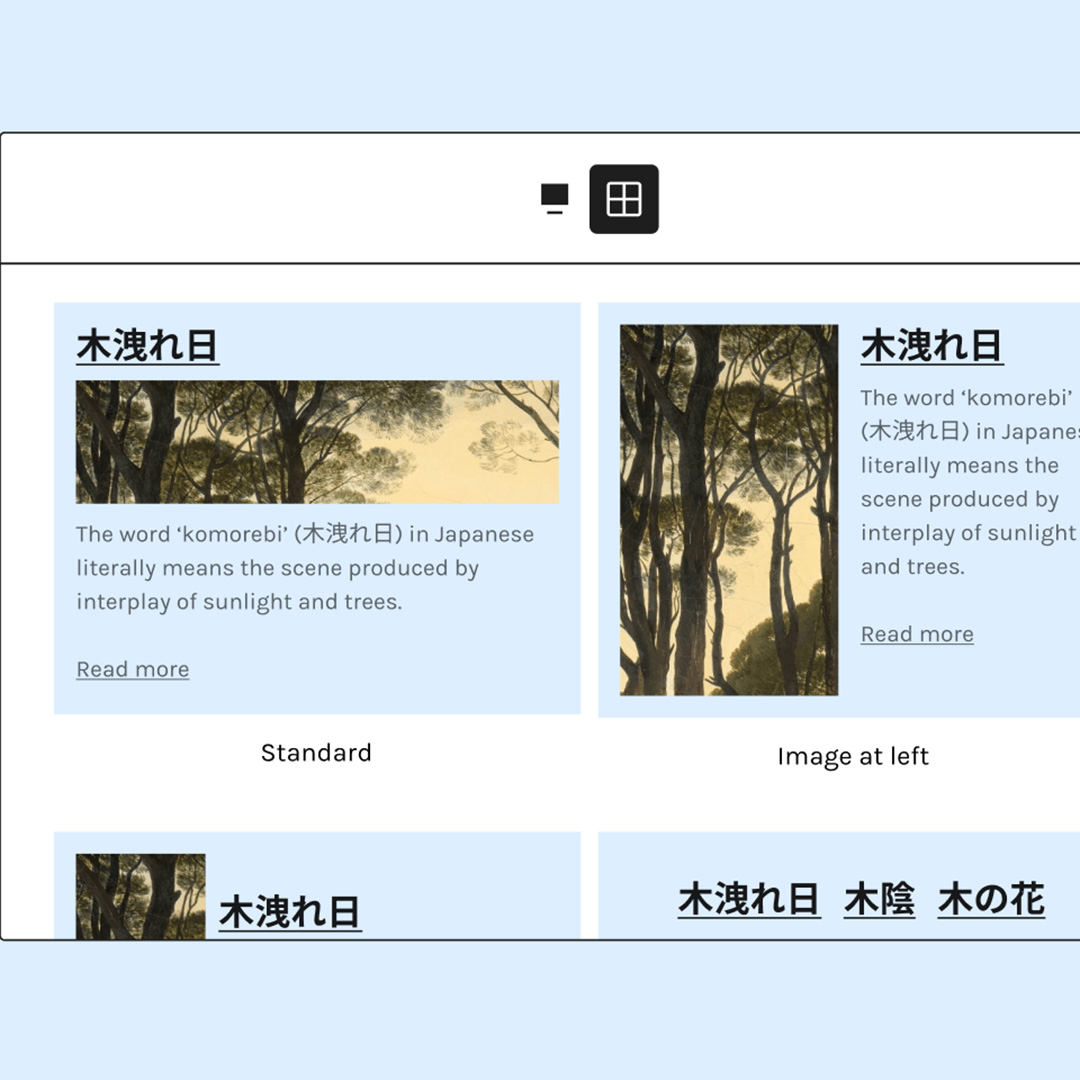 木洩れ日
The word ‘komorebi’ (木洩れ日) in Japanese
literally means the scene produced by
interplay of sunlight and trees.
Read more
Standard
木洩れ日
The word ‘komorebi’
(木洩れ日) in Japanes
literally means the
scene produced by
interplay of sunlight
and trees.
Read more
Image at left
木洩れ日
木洩れ日 木陰 木の花